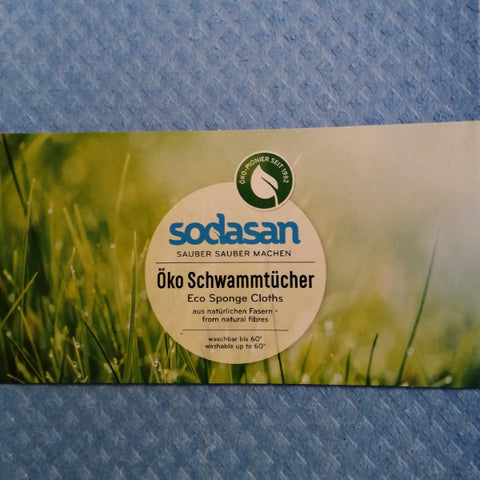 ÖKO-PIONIER SEIT 1982
sodasan
SAUBER SAUBER MACHEN
Öko Schwammtücher
Eco Sponge Cloths
aus natürlichen Fasern •
from natural fibres
waschbar bis 60°
washable up to 60°